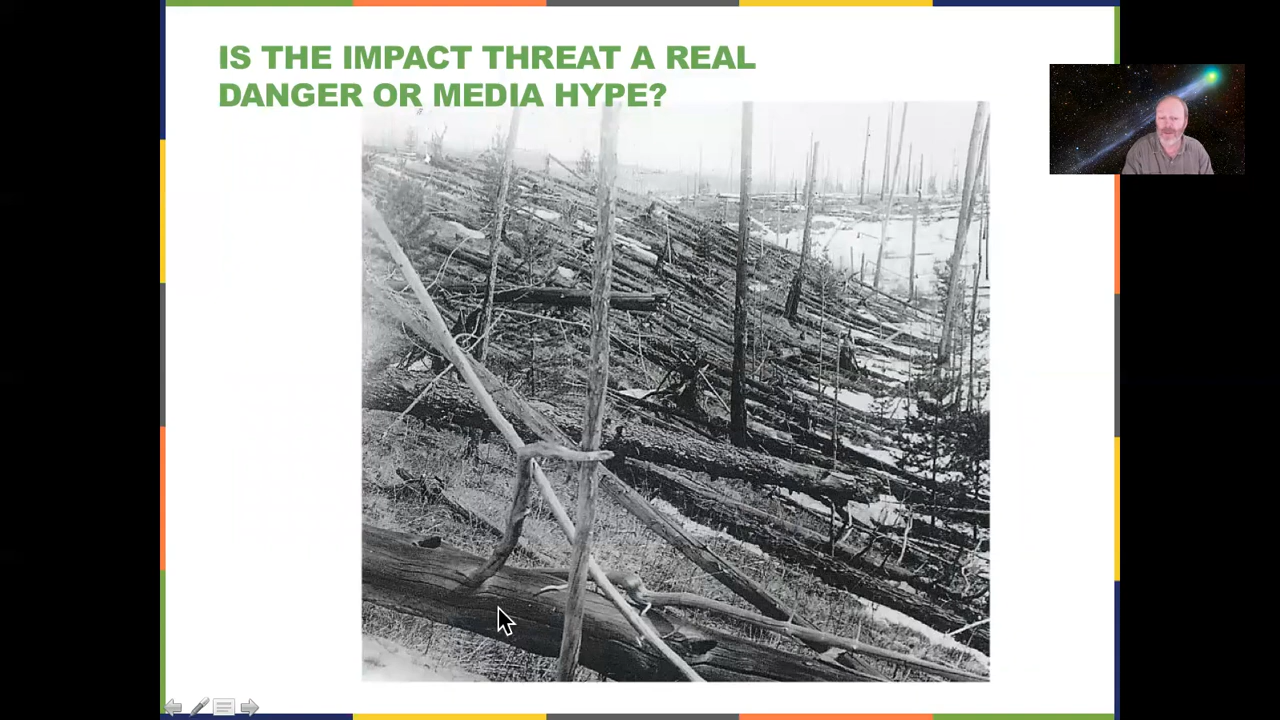 IS THE IMPACT THREAT A REAL
DANGER OR MEDIA HYPE?